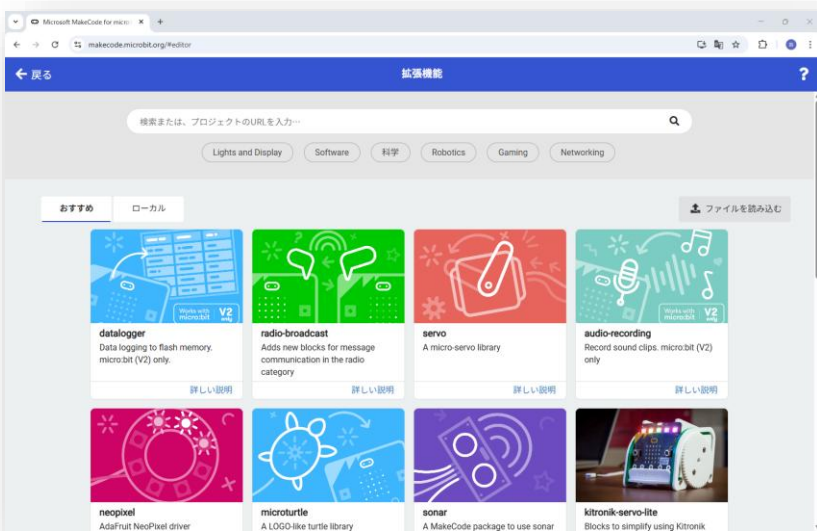 Microsoft MakeCode for micro
makecode.microbit.org/#editor
戻る
拡張機能
?
検索または、プロジェクトのURLを入力…
Lights and Display
Software
科学
Robotics
Gaming
Networking
おすすめ
ローカル
ファイルを読み込む
Works with micro:bit V2 only
Works with micro:bit V2 only
datalogger
Data logging to flash memory.
micro:bit (V2) only.
詳しい説明
radio-broadcast
Adds new blocks for message
communication in the radio
category
詳しい説明
servo
A micro-servo library
詳しい説明
audio-recording
Record sound clips. micro:bit (V2)
only
詳しい説明
neopixel
AdaFruit NeoPixel driver
microturtle
A LOGO-like turtle library
sonar
A MakeCode package to use sonar
kitronik-servo-lite
Blocks to simplify using Kitronik